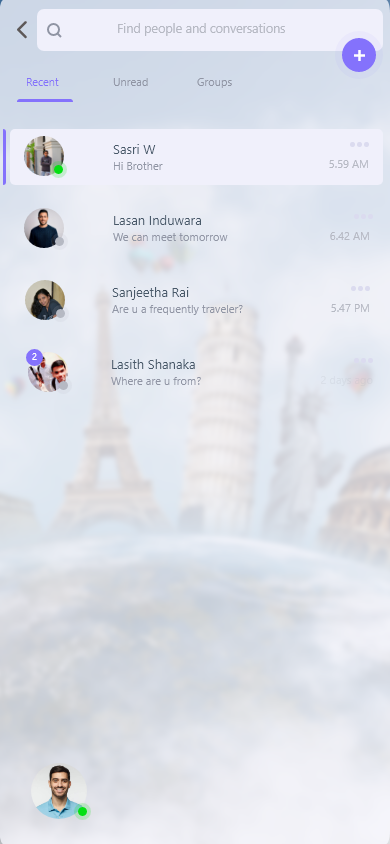 Find people and conversations
Recent
Unread
Groups
Sasri W
Hi Brother
5.59 AM
Lasan Induwara
We can meet tomorrow
6.42 AM
Sanjeetha Rai
Are u a frequently traveler?
5.47 PM
2
Lasith Shanaka
Where are u from?
2 days ago